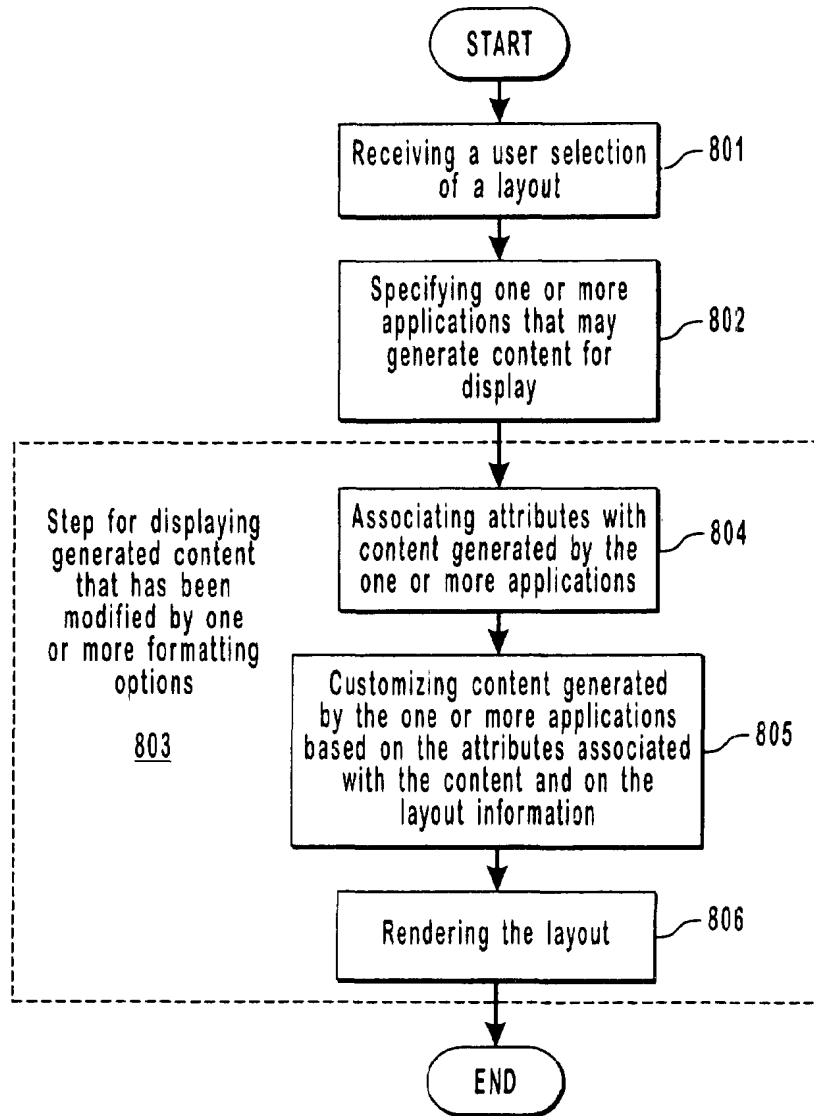 START
Receiving a user selection
of a layout
801
Specifying one or more
applications that may
generate content for
display
802
Step for displaying
generated content
that has been
modified by one
or more formatting
options
803
Associating attributes with
content generated by the
one or more applications
804
Customizing content generated
by the one or more applications
based on the attributes associated
with the content and on the
layout information
805
Rendering the layout
806
END